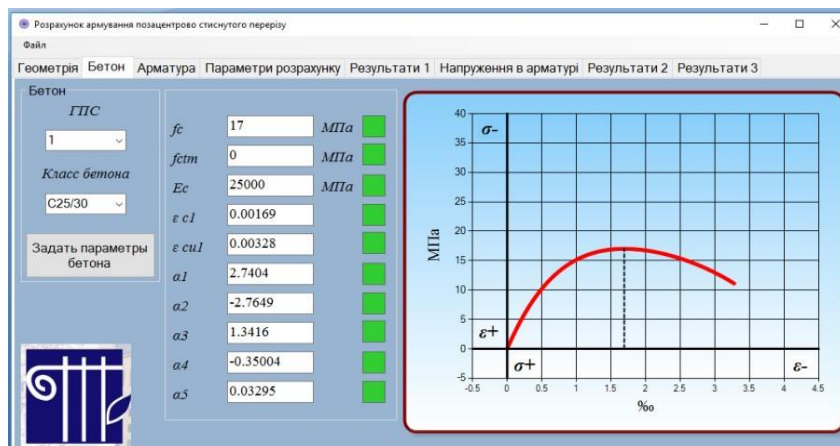 Розрахунок армування позацентрово стиснутого перерізу
Файл
Геометрія Бетон Арматура Параметри розрахунку Результати 1 Напруження в арматурі Результати 2 Результати 3
Бетон
ГПС
1
Класс бетона
C25/30
Задать параметры
бетона
fc 17 МПа
fctm 0 МПа
Ec 25000 МПа
ε c1 0.00169
ε cu1 0.00328
α1 2.7404
α2 -2.7649
α3 1.3416
α4 -0.35004
α5 0.03295
МПа
40
35
30
25
20
15
10
5
0
-5
σ-
ε+
σ+
ε-
-0.5 0 0.5 1 1.5 2 2.5 3 3.5 4 4.5
‰